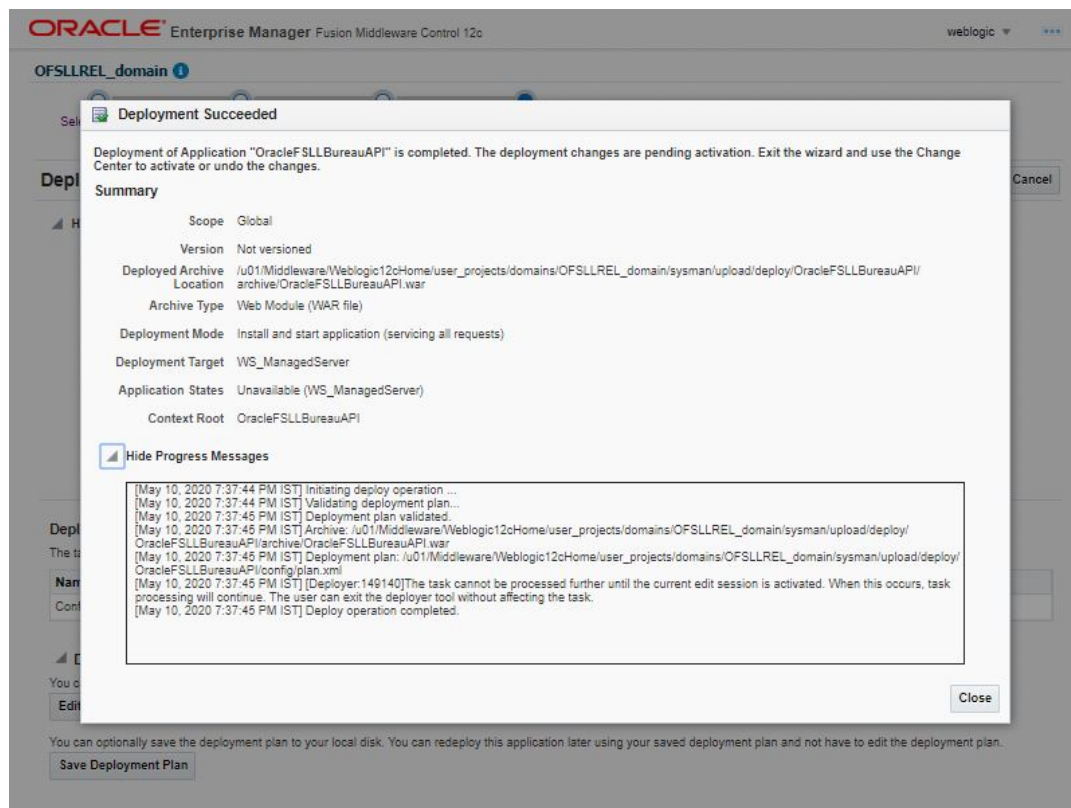 ORACLE Enterprise Manager Fusion Middleware Control 12c
weblogic
OFSLLREL_domain
Deployment Succeeded
Deployment of Application "OracleFSLLBureauAPI" is completed. The deployment changes are pending activation. Exit the wizard and use the Change
Center to activate or undo the changes.
Cancel
Summary
Scope Global
Version Not versioned
Deployed Archive Location /u01/Middleware/Weblogic12cHome/user_projects/domains/OFSLLREL_domain/sysman/upload/deploy/OracleFSLLBureauAPI/
archive/OracleFSLLBureauAPI.war
Archive Type Web Module (WAR file)
Deployment Mode Install and start application (servicing all requests)
Deployment Target WS_ManagedServer
Application States Unavailable (WS_ManagedServer)
Context Root OracleFSLLBureauAPI
Hide Progress Messages
[May 10, 2020 7:37:44 PM IST] Initiating deploy operation ...
[May 10, 2020 7:37:44 PM IST] Validating deployment plan...
[May 10, 2020 7:37:45 PM IST] Deployment plan validated.
[May 10, 2020 7:37:45 PM IST] Archive: /u01/Middleware/Weblogic12cHome/user_projects/domains/OFSLLREL_domain/sysman/upload/deploy/
OracleFSLLBureauAPI/archive/OracleFSLLBureauAPI.war
[May 10, 2020 7:37:45 PM IST] Deployment plan: /u01/Middleware/Weblogic12cHome/user_projects/domains/OFSLLREL_domain/sysman/upload/deploy/
OracleFSLLBureauAPI/config/plan.xml
[May 10, 2020 7:37:45 PM IST] [Deployer:149140]The task cannot be processed further until the current edit session is activated. When this occurs, task
processing will continue. The user can exit the deployer tool without affecting the task.
[May 10, 2020 7:37:45 PM IST] Deploy operation completed.
You c
Edit
Close
You can optionally save the deployment plan to your local disk. You can redeploy this application later using your saved deployment plan and not have to edit the deployment plan.
Save Deployment Plan